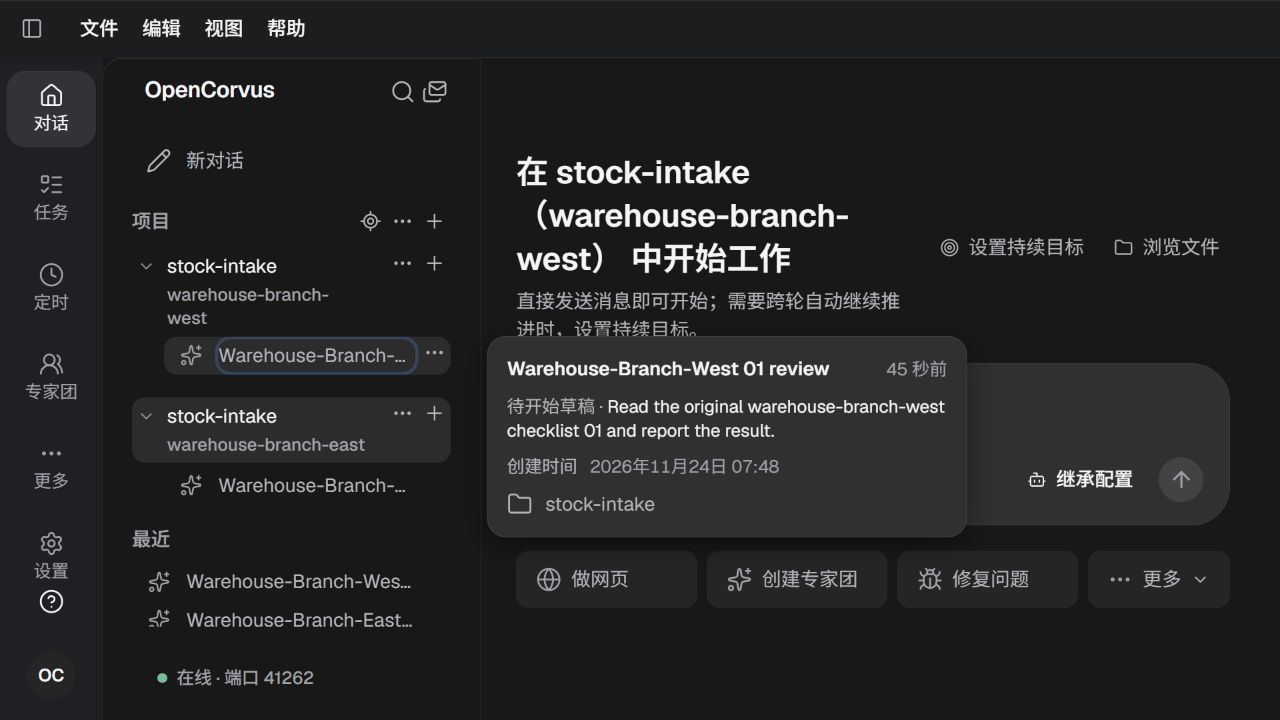 文件 编辑 视图 帮助
对话
任务
定时
专家团
更多
设置
OC
OpenCorvus
新对话
项目
stock-intake
warehouse-branch-
west
Warehouse-Branch-...
stock-intake
warehouse-branch-east
Warehouse-Branch-...
最近
Warehouse-Branch-Wes...
Warehouse-Branch-East...
在线 · 端口 41262
在 stock-intake
（warehouse-branch-
west） 中开始工作
设置持续目标 浏览文件
直接发送消息即可开始；需要跨轮自动继续推
进时，设置持续目标。
Warehouse-Branch-West 01 review 45 秒前
待开始草稿 · Read the original warehouse-branch-west
checklist 01 and report the result.
创建时间 2026年11月24日 07:48
stock-intake
继承配置
做网页 创建专家团 修复问题 更多